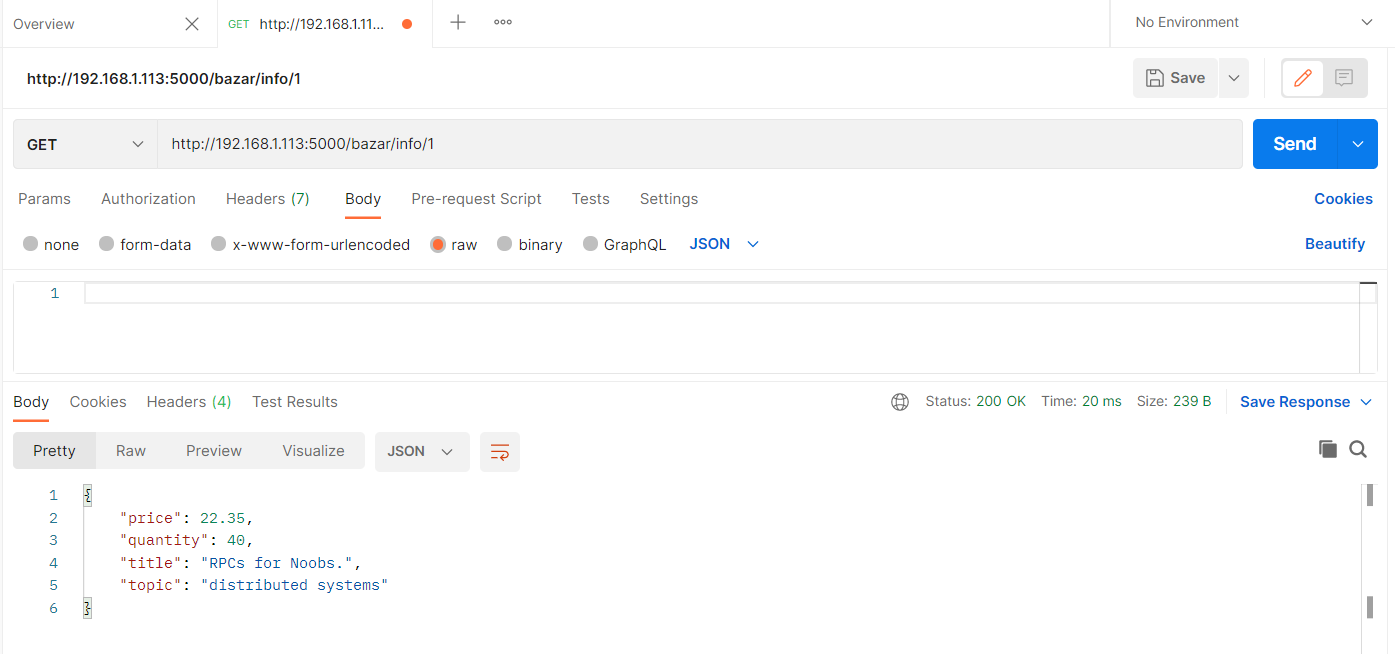 Overview
GET http://192.168.1.11...
No Environment
http://192.168.1.113:5000/bazar/info/1
Save
GET http://192.168.1.113:5000/bazar/info/1 Send
Params Authorization Headers (7) Body Pre-request Script Tests Settings Cookies
none form-data x-www-form-urlencoded raw binary GraphQL JSON Beautify
1
Body Cookies Headers (4) Test Results Status: 200 OK Time: 20 ms Size: 239 B Save Response
Pretty Raw Preview Visualize JSON
1 {
2 "price": 22.35,
3 "quantity": 40,
4 "title": "RPCs for Noobs.",
5 "topic": "distributed systems"
6 }